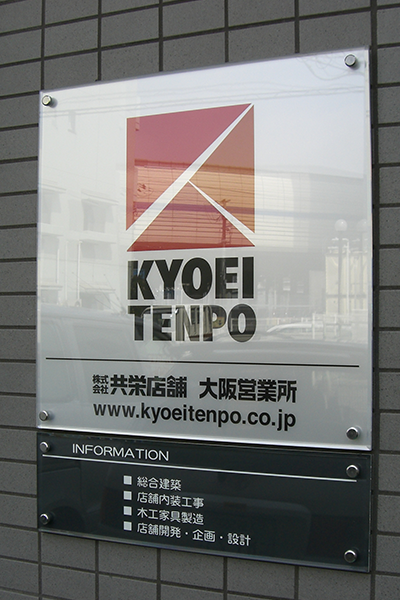 KYOEI
TENPO
株式会社 共栄店舗 大阪営業所
www.kyoeitenpo.co.jp
INFORMATION
■ 総合建築
■ 店舗内装工事
■ 木工家具製造
■ 店舗開発・企画・設計